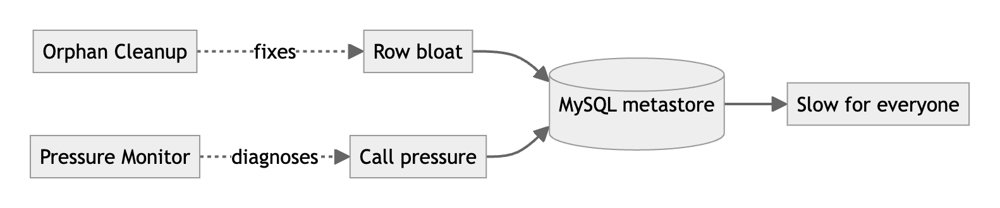 Orphan Cleanup
fixes
Row bloat
MySQL metastore
Slow for everyone
Pressure Monitor
diagnoses
Call pressure